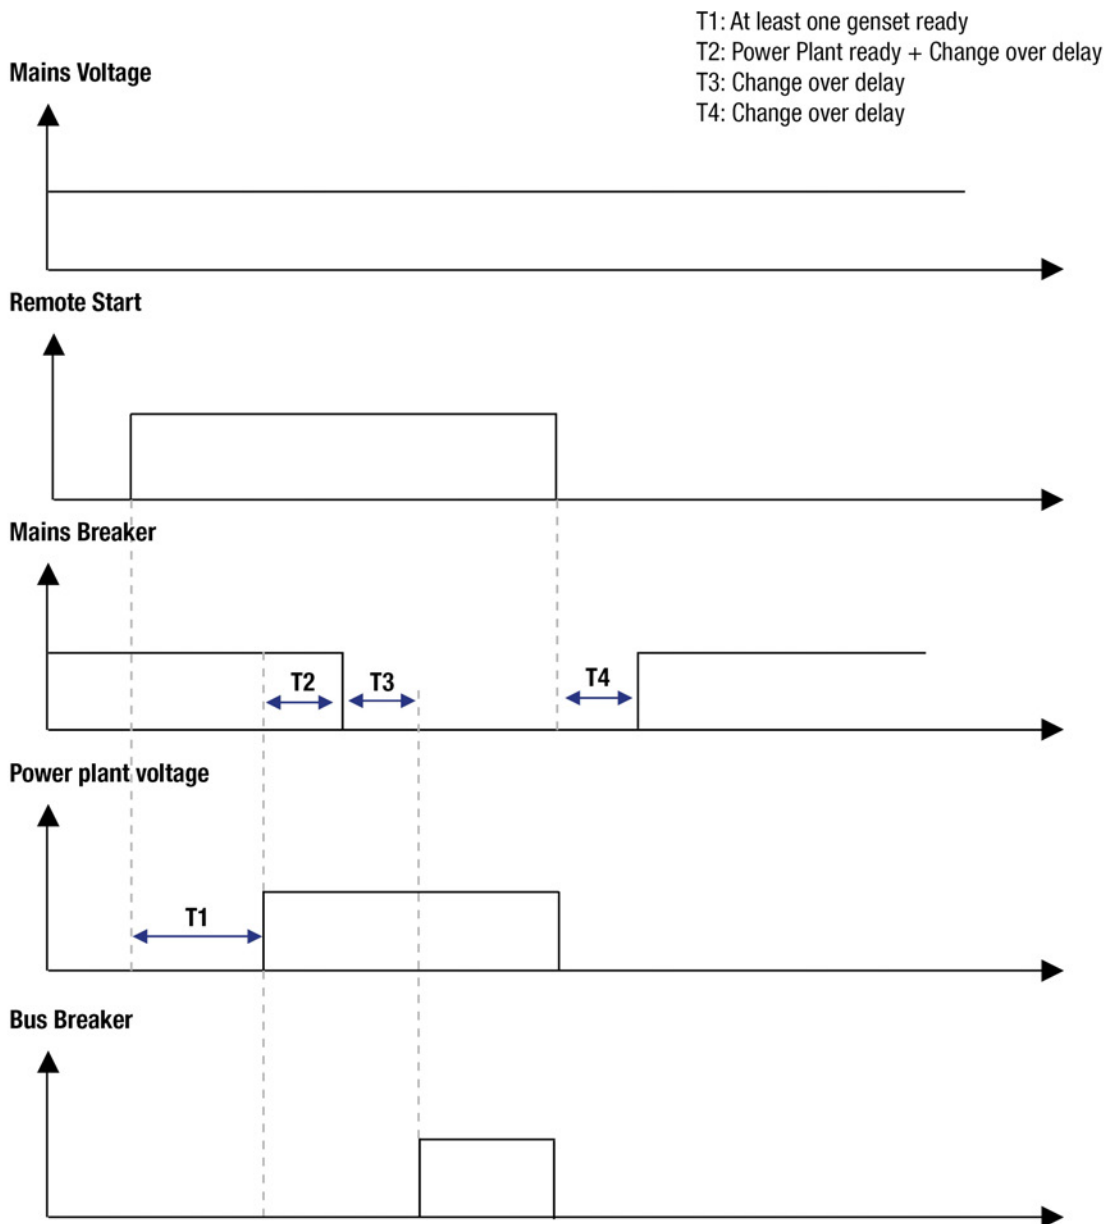 T1: At least one genset ready
T2: Power Plant ready + Change over delay
T3: Change over delay
T4: Change over delay
Mains Voltage
Remote Start
Mains Breaker
T2
T3
T4
Power plant voltage
T1
Bus Breaker